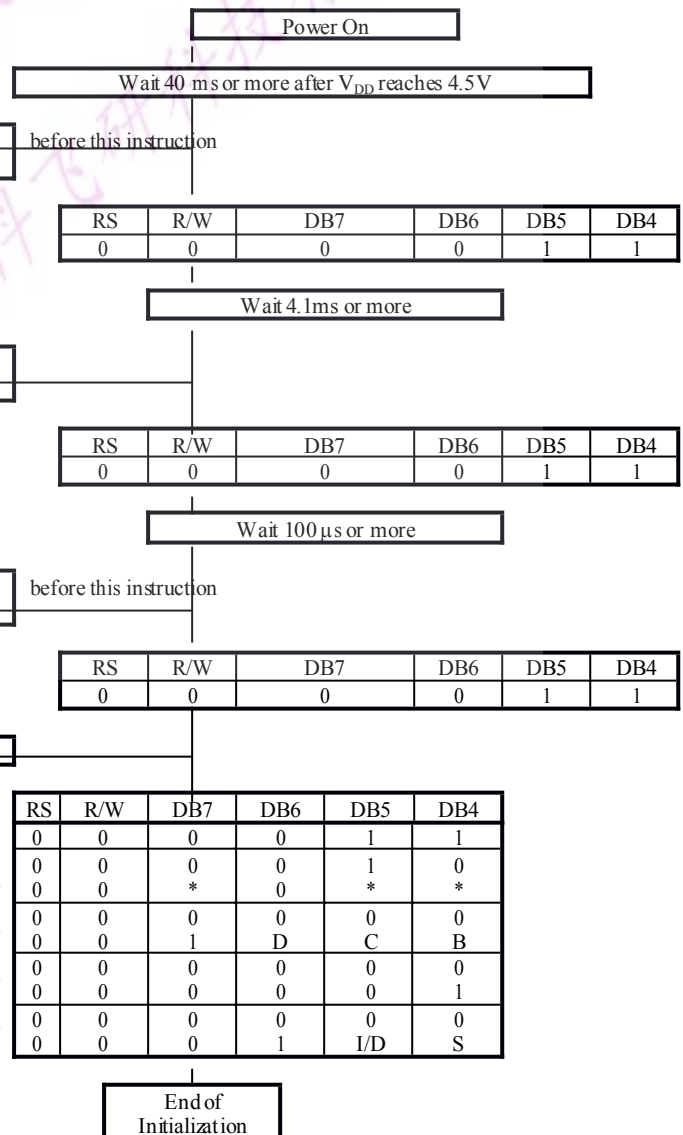 Power On
Wait 40 ms or more after VDD reaches 4.5V
before this instruction
RS R/W DB7 DB6 DB5 DB4
0 0 0 0 1 1
Wait 4.1ms or more
RS R/W DB7 DB6 DB5 DB4
0 0 0 0 1 1
Wait 100 μs or more
before this instruction
RS R/W DB7 DB6 DB5 DB4
0 0 0 0 1 1
RS R/W DB7 DB6 DB5 DB4
0 0 0 0 1 1
0 0 0 0 1 0
0 0 * 0 * *
0 0 0 0 0 0
0 0 1 D C B
0 0 0 0 0 0
0 0 0 0 0 1
0 0 0 0 0 0
0 0 0 1 I/D S
End of
Initialization